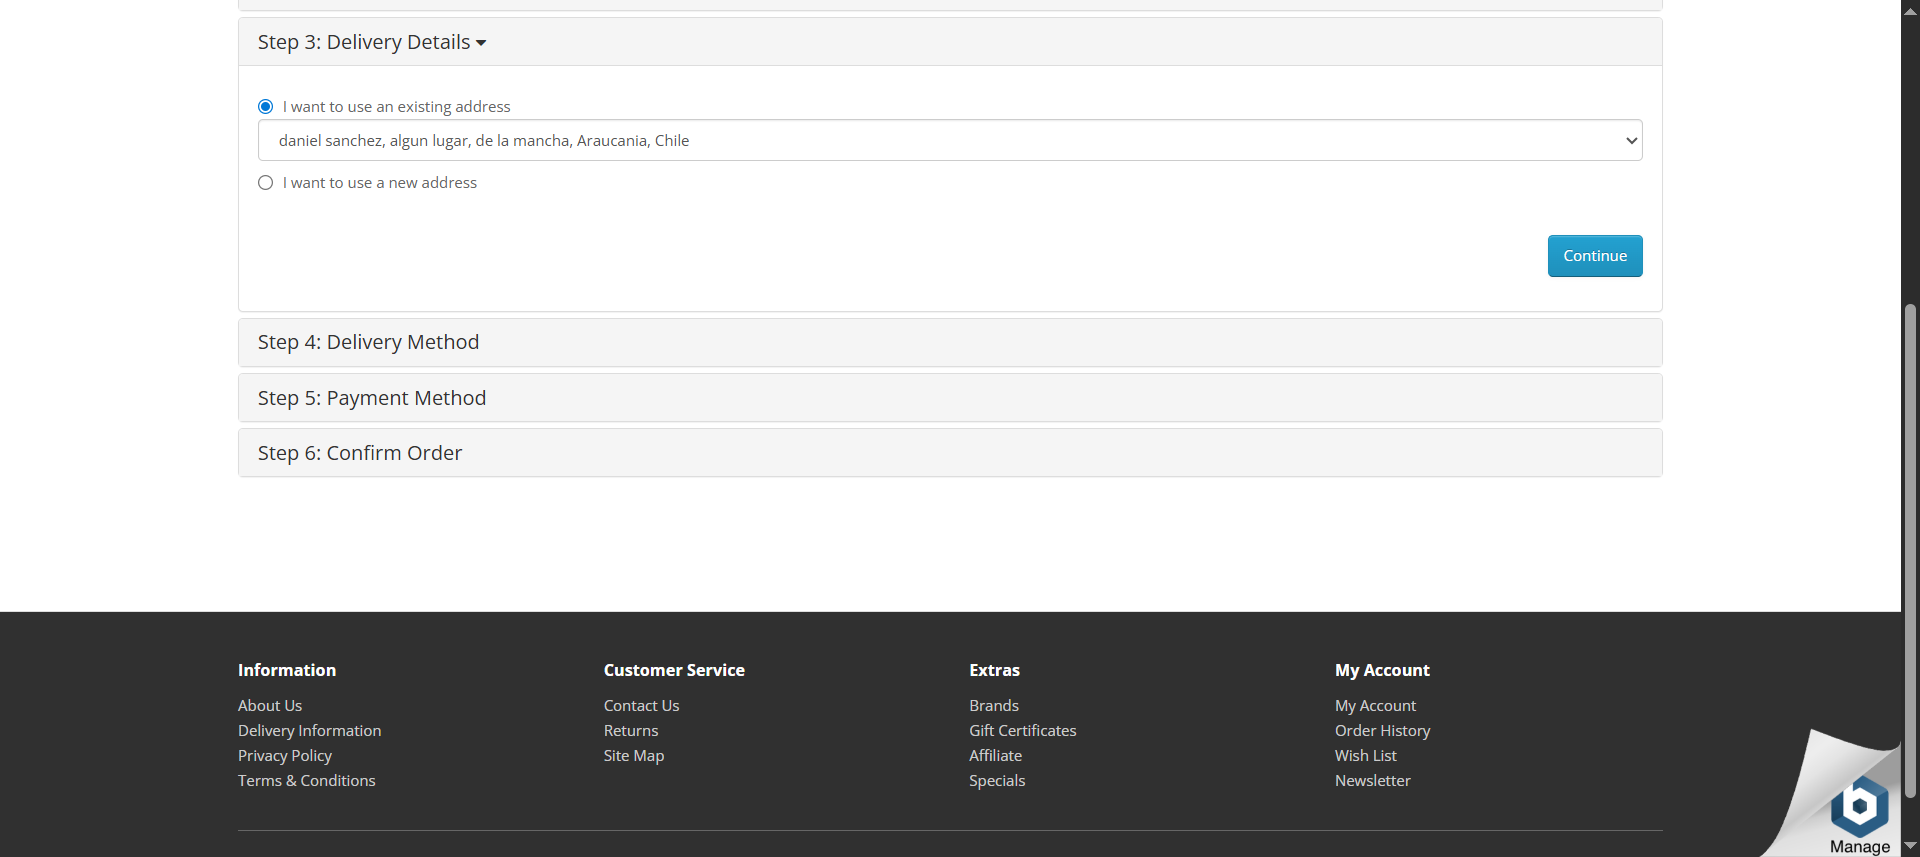 Step 3: Delivery Details
I want to use an existing address
daniel sanchez, algun lugar, de la mancha, Araucania, Chile
I want to use a new address
Continue
Step 4: Delivery Method
Step 5: Payment Method
Step 6: Confirm Order
Information
About Us
Delivery Information
Privacy Policy
Terms & Conditions
Customer Service
Contact Us
Returns
Site Map
Extras
Brands
Gift Certificates
Affiliate
Specials
My Account
My Account
Order History
Wish List
Newsletter
b
Manage